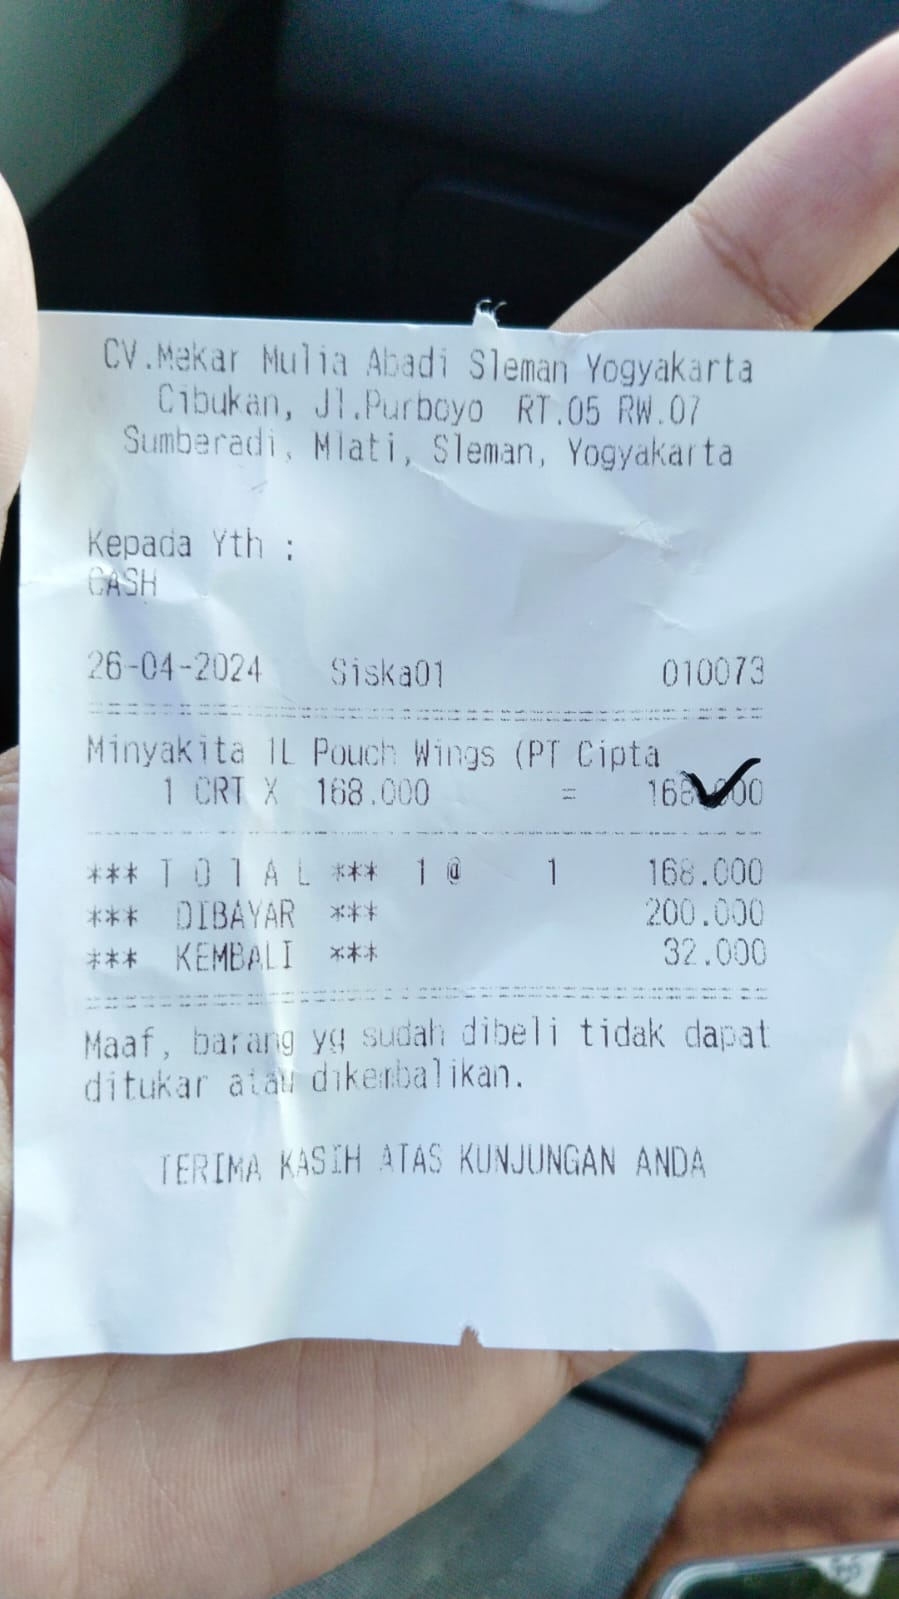 CV.Mekar Mulia Abadi Sleman Yogyakarta
Cibukan, Jl.Purboyo RT.05 RW.07
Sumberadi, Mlati, Sleman, Yogyakarta
Kepada Yth :
CASH
26-04-2024 Siska01 010073
Minyakita 1L Pouch Wings (PT Cipta
1 CRT X 168.000 = 168.000
*** T O T A L *** 1 @ 1 168.000
*** DIBAYAR *** 200.000
*** KEMBALI *** 32.000
Maaf, barang yg sudah dibeli tidak dapat
ditukar atau dikembalikan.
TERIMA KASIH ATAS KUNJUNGAN ANDA